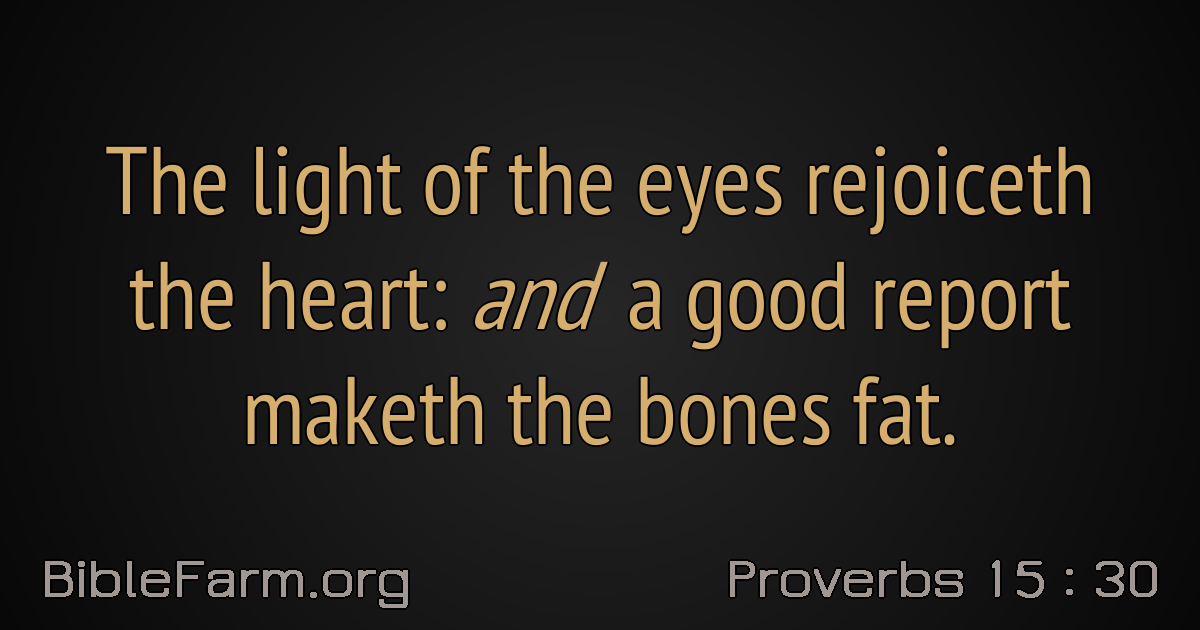 The light of the eyes rejoiceth
the heart: and a good report
maketh the bones fat.
BibleFarm.org
Proverbs 15 : 30